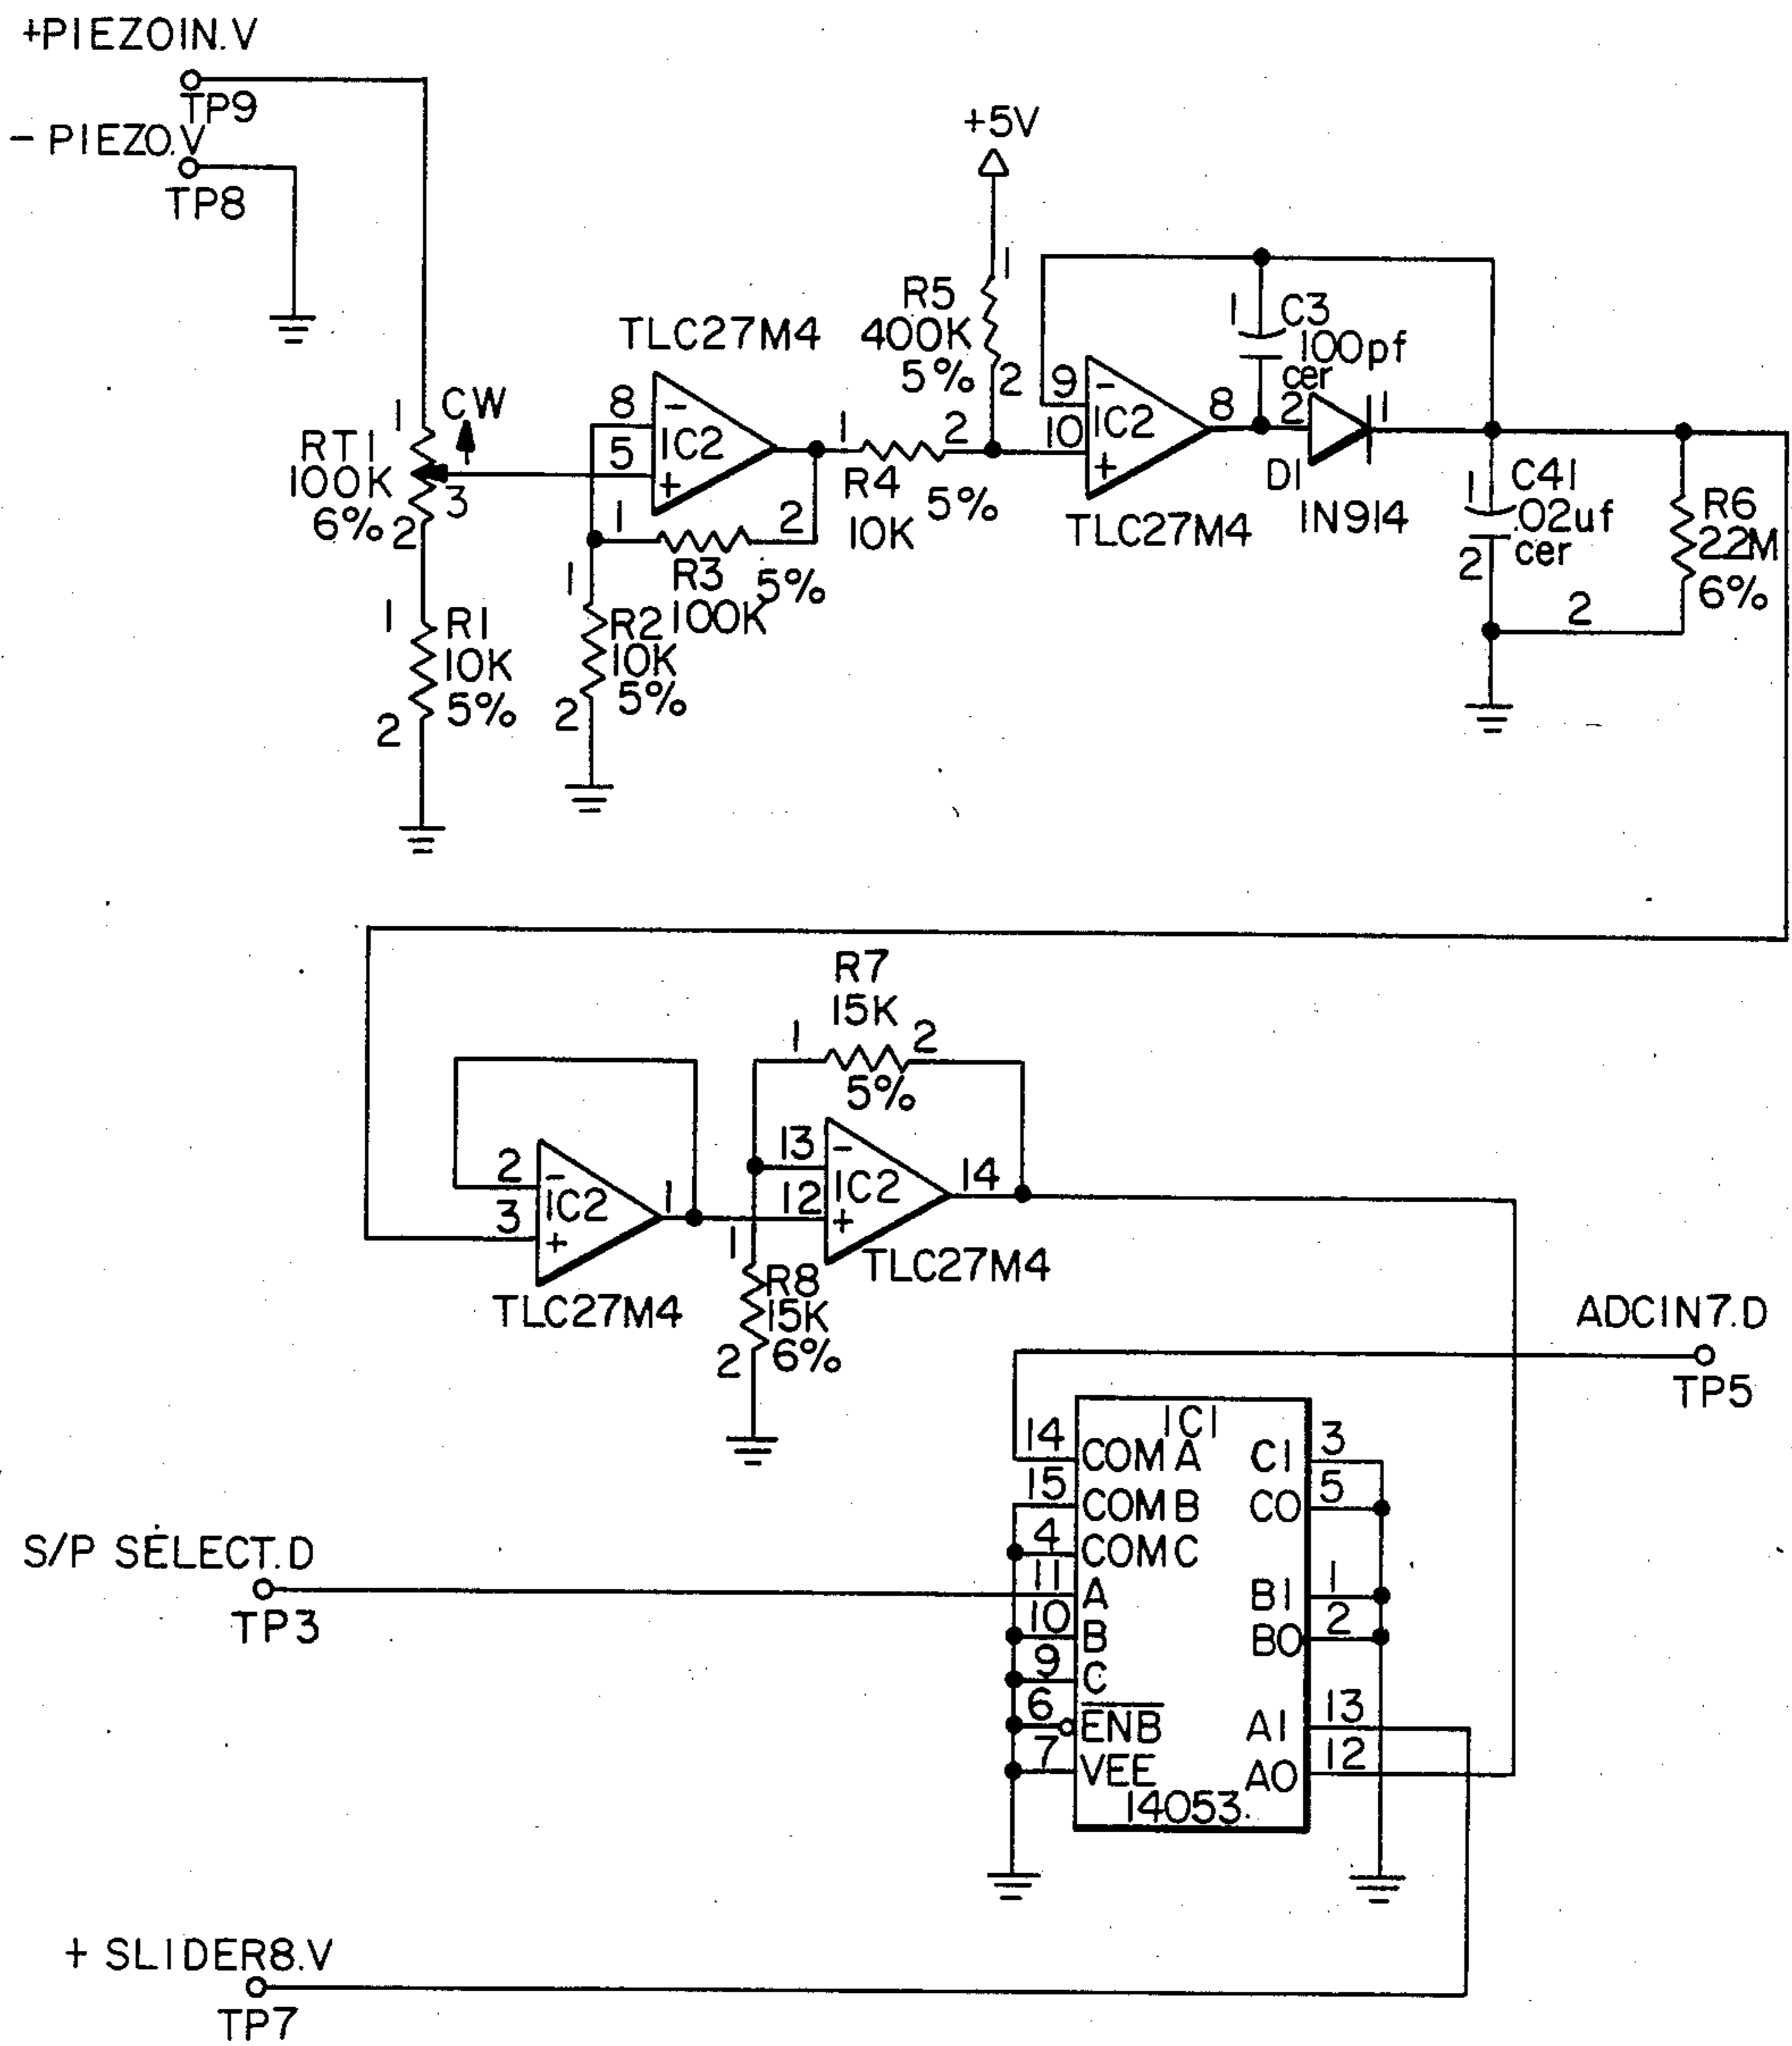 +PIEZOIN.V
TP9
- PIEZO.V
TP8
+5V
1
R5
400K
5%
2
TLC27M4
1
C3
100pf
cer
9
-
IC2
10
+
8
2
1
D1
1N914
TLC27M4
1
CW
RT1
100K
6%
3
2
8
-
IC2
5
+
1
2
R4
5%
10K
1
2
R3
5%
100K
1
R2
10K
5%
2
1
R1
10K
5%
2
1
C41
.02uf
cer
2
R6
22M
6%
2
R7
15K
1
2
5%
2
-
IC2
3
+
1
TLC27M4
13
-
IC2
12
+
14
TLC27M4
1
R8
15K
6%
2
ADCIN7.D
TP5
IC1
14
COM A
C1
3
15
COM B
C0
5
4
COM C
S/P SELECT.D
TP3
11
A
B1
1
10
B
B0
2
9
C
6
ENB
A1
13
7
VEE
A0
12
14053
+ SLIDER8.V
TP7